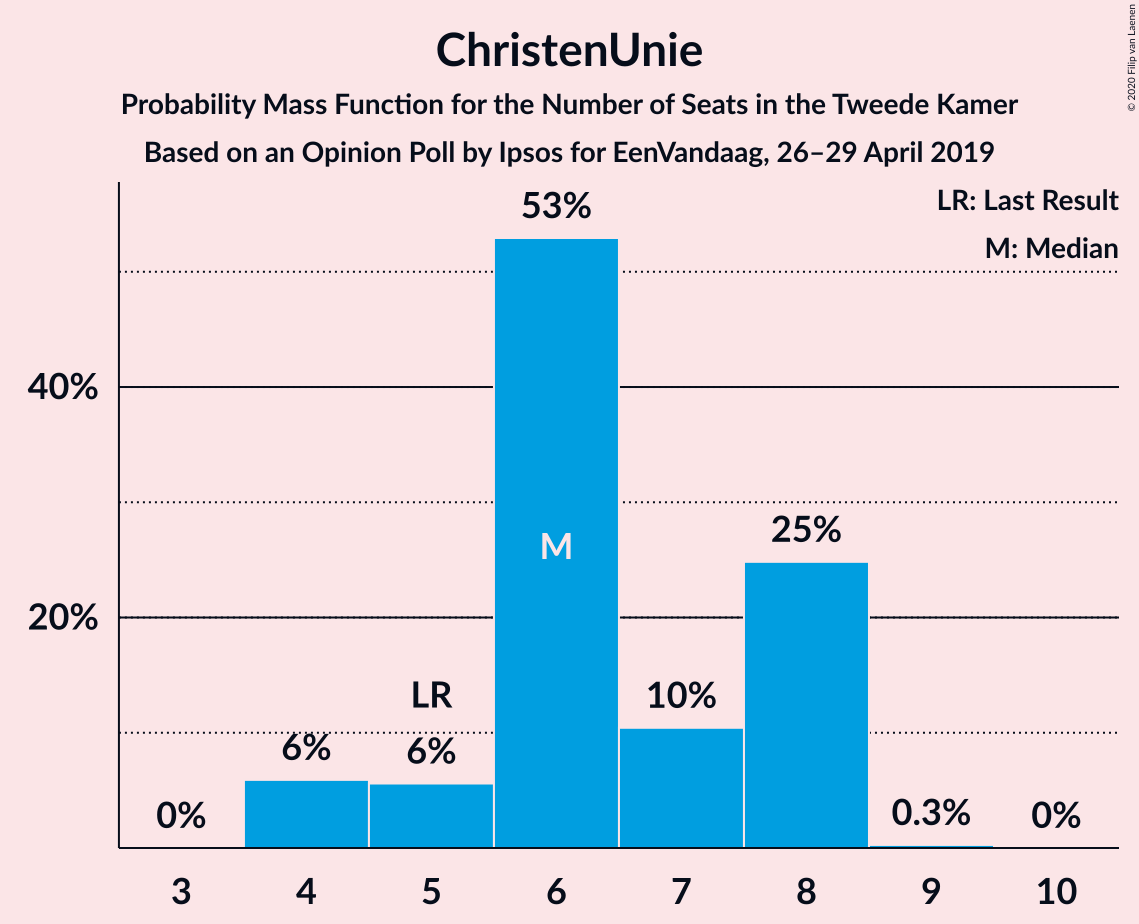 ChristenUnie
Probability Mass Function for the Number of Seats in the Tweede Kamer
Based on an Opinion Poll by Ipsos for EenVandaag, 26–29 April 2019
© 2020 Filip van Laenen
LR: Last Result
M: Median
53%
40%
M
25%
20%
LR
10%
6%
6%
0%
0.3%
0%
3 4 5 6 7 8 9 10